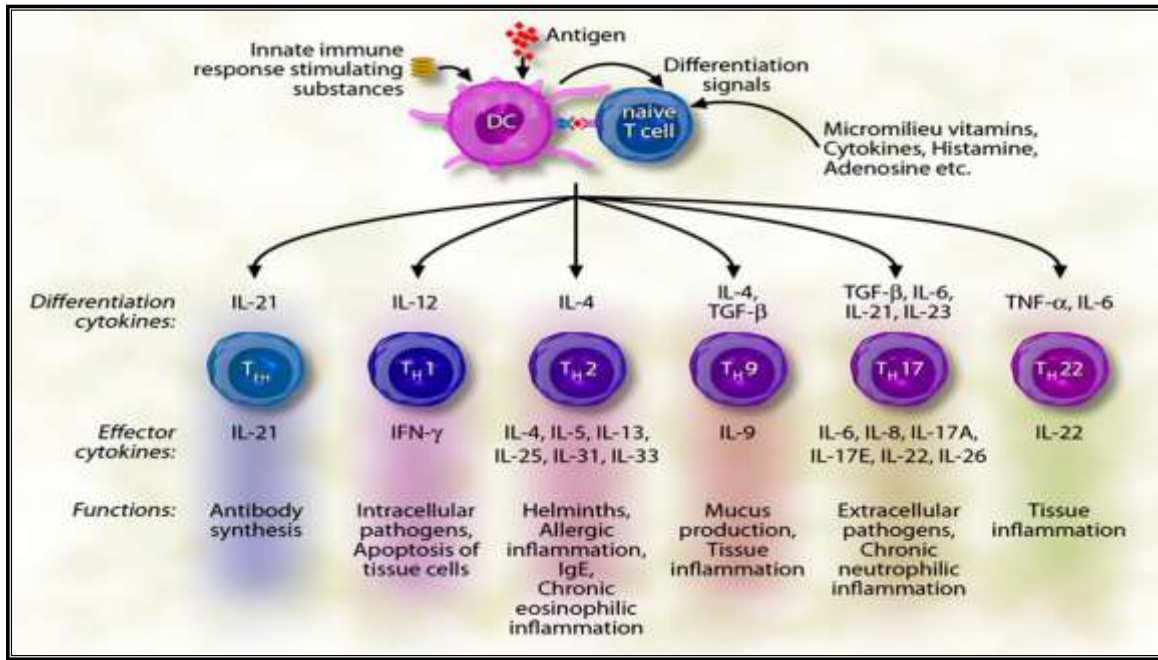 Innate immune
response stimulating
substances
Antigen
Differentiation
signals
DC
naive
T cell
Micromilieu vitamins,
Cytokines, Histamine,
Adenosine etc.
Differentiation
cytokines:
IL-21
IL-12
IL-4
IL-4,
TGF-β
TGF-β, IL-6,
IL-21, IL-23
TNF-α, IL-6
TFH
TH1
TH2
TH9
TH17
TH22
Effector
cytokines:
IL-21
IFN-γ
IL-4, IL-5, IL-13,
IL-25, IL-31, IL-33
IL-9
IL-6, IL-8, IL-17A,
IL-17E, IL-22, IL-26
IL-22
Functions:
Antibody
synthesis
Intracellular
pathogens,
Apoptosis of
tissue cells
Helminths,
Allergic
inflammation,
IgE,
Chronic
eosinophilic
inflammation
Mucus
production,
Tissue
inflammation
Extracellular
pathogens,
Chronic
neutrophilic
inflammation
Tissue
inflammation